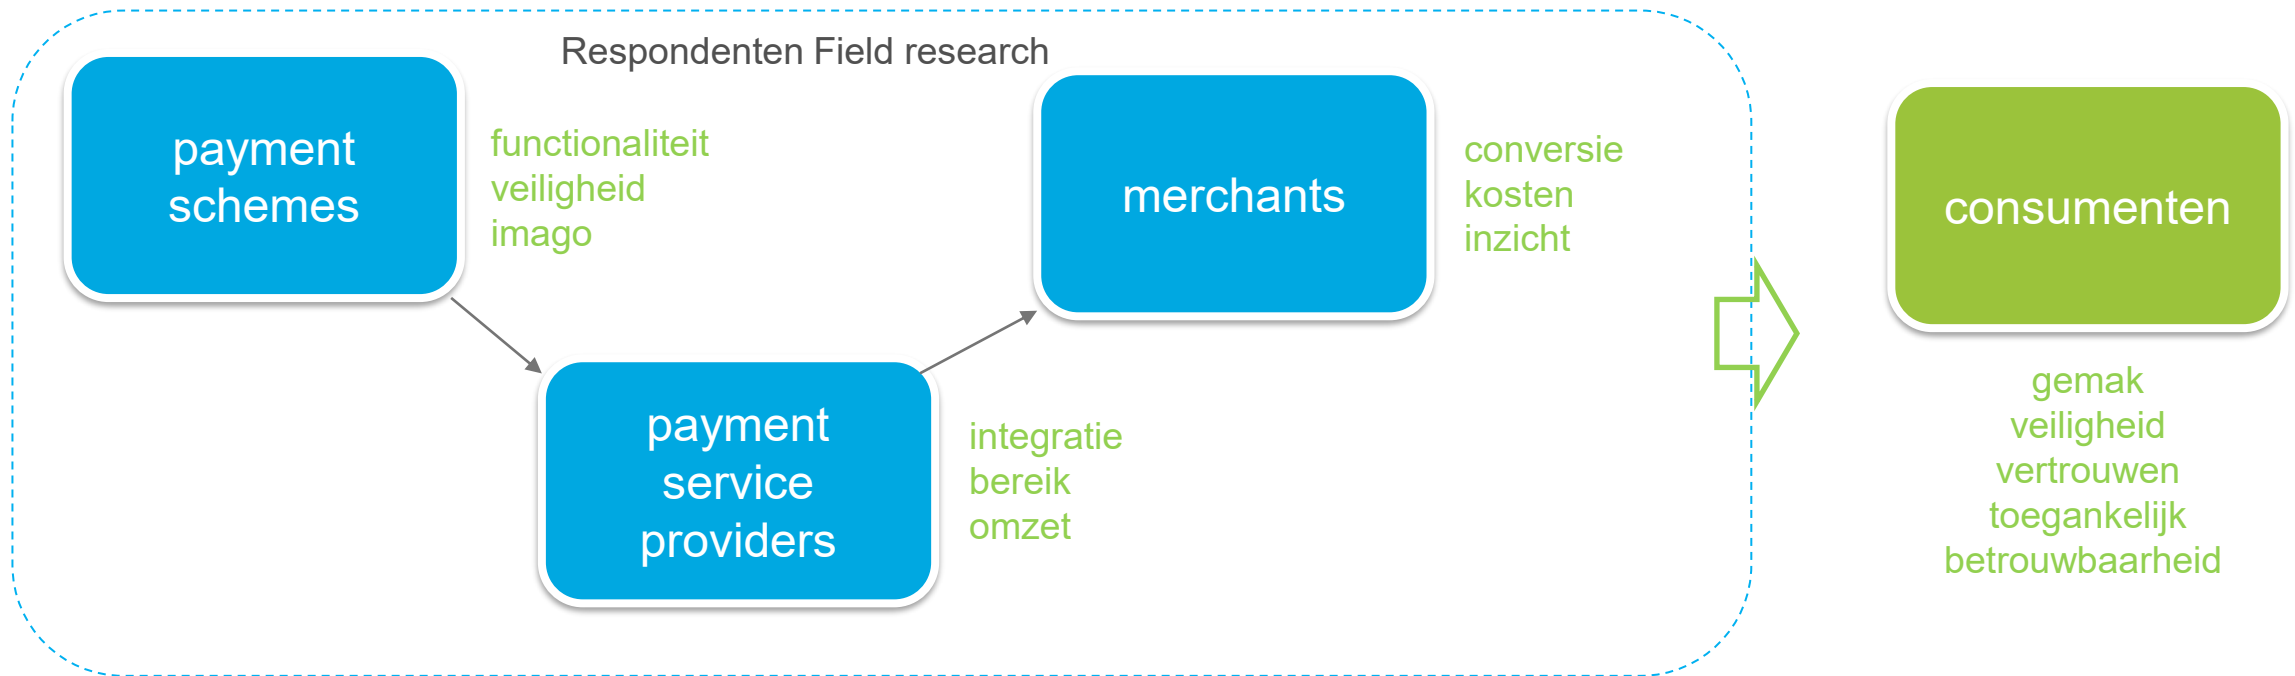 Respondenten Field research
payment
schemes
functionaliteit
veiligheid
imago
payment
service
providers
integratie
bereik
omzet
merchants
conversie
kosten
inzicht
consumenten
gemak
veiligheid
vertrouwen
toegankelijk
betrouwbaarheid